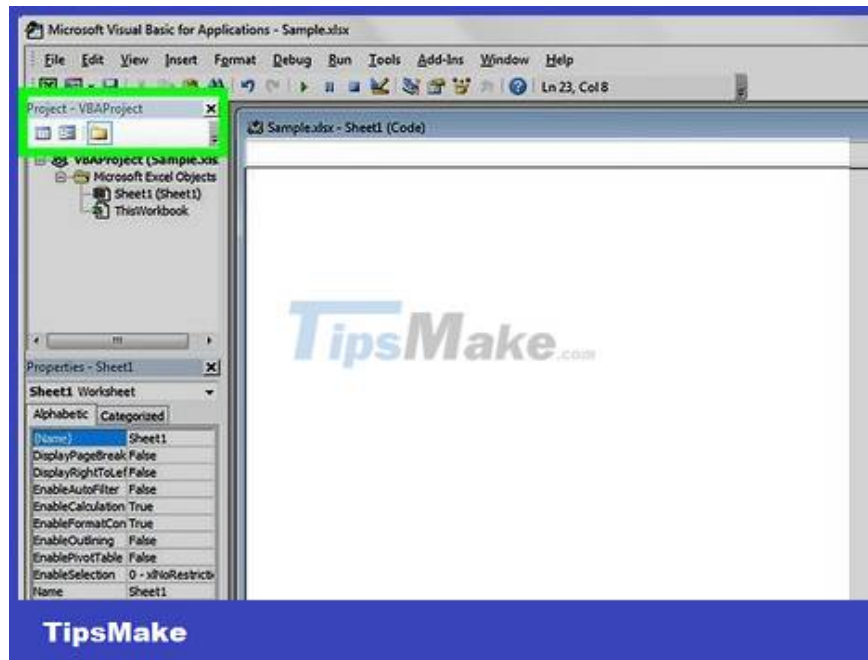 Microsoft Visual Basic for Applications - Sample.xlsx
File Edit View Insert Format Debug Run Tools Add-Ins Window Help
Ln 23, Col 8
Project - VBAProject
Sample.xlsx - Sheet1 (Code)
VBAProject (Sample.xls
Microsoft Excel Objects
Sheet1 (Sheet1)
ThisWorkbook
TipsMake.com
Properties - Sheet1
Sheet1 Worksheet
Alphabetic Categorized
(Name) Sheet1
DisplayPageBreak False
DisplayRightToLef False
EnableAutoFilter False
EnableCalculation True
EnableFormatCon True
EnableOutlining False
EnablePivotTable False
EnableSelection 0 - xlNoRestricti
Name Sheet1
TipsMake